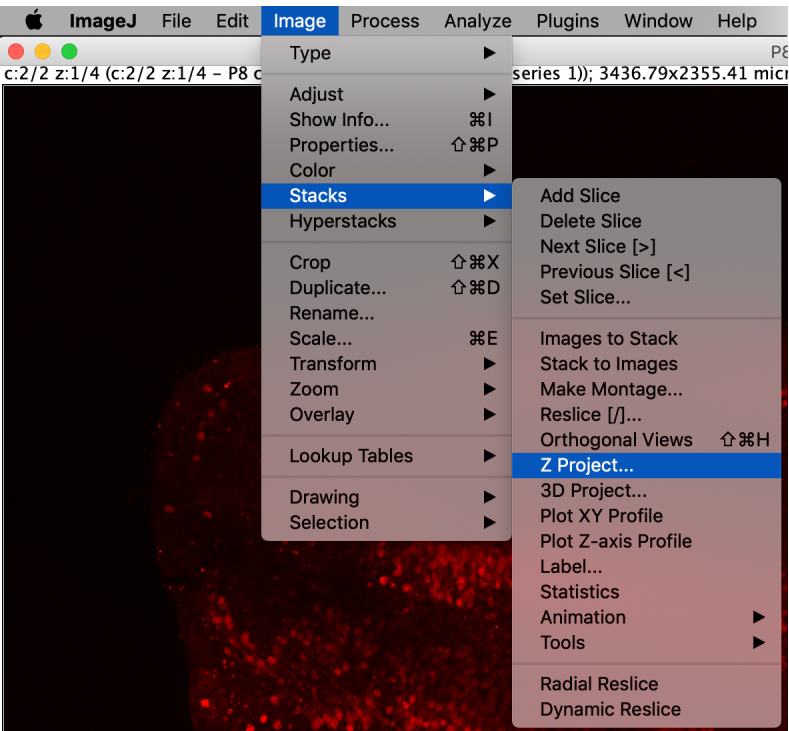 ImageJ File Edit Image Process Analyze Plugins Window Help
P8
c:2/2 z:1/4 (c:2/2 z:1/4 - P8 c
series 1)); 3436.79x2355.41 micr
Type
Adjust
Show Info... ⌘I
Properties... ⇧⌘P
Color
Stacks
Hyperstacks
Crop ⇧⌘X
Duplicate... ⇧⌘D
Rename...
Scale... ⌘E
Transform
Zoom
Overlay
Lookup Tables
Drawing
Selection
Add Slice
Delete Slice
Next Slice [>]
Previous Slice [<]
Set Slice...
Images to Stack
Stack to Images
Make Montage...
Reslice [/]...
Orthogonal Views ⇧⌘H
Z Project...
3D Project...
Plot XY Profile
Plot Z-axis Profile
Label...
Statistics
Animation
Tools
Radial Reslice
Dynamic Reslice